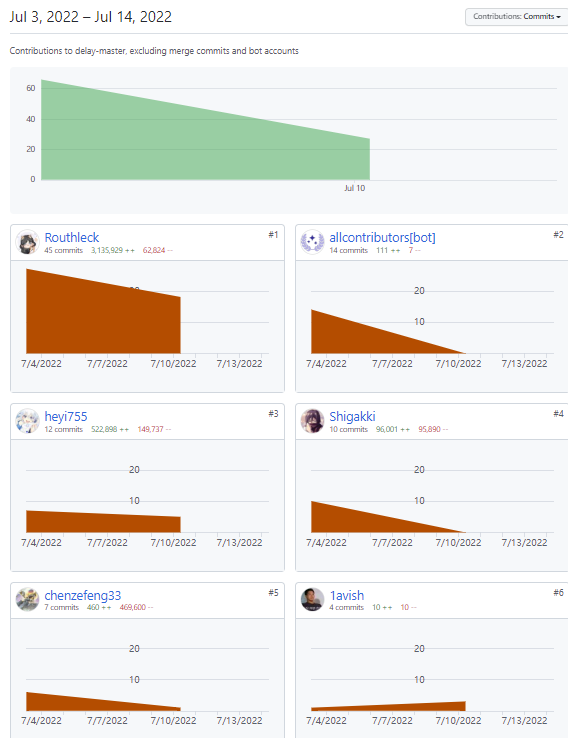 Jul 3, 2022 – Jul 14, 2022
Contributions: Commits
Contributions to delay-master, excluding merge commits and bot accounts
60
40
20
0
Jul 10
Routhleck
#1
45 commits 3,135,929 ++ 62,824 --
7/4/2022 7/7/2022 7/10/2022 7/13/2022
allcontributors[bot]
#2
14 commits 111 ++ 7 --
20
10
7/4/2022 7/7/2022 7/10/2022 7/13/2022
heyi755
#3
12 commits 522,898 ++ 149,737 --
20
10
7/4/2022 7/7/2022 7/10/2022 7/13/2022
Shigakki
#4
10 commits 96,001 ++ 95,890 --
20
10
7/4/2022 7/7/2022 7/10/2022 7/13/2022
chenzefeng33
#5
7 commits 460 ++ 469,600 --
20
10
7/4/2022 7/7/2022 7/10/2022 7/13/2022
1avish
#6
4 commits 10 ++ 10 --
20
10
7/4/2022 7/7/2022 7/10/2022 7/13/2022